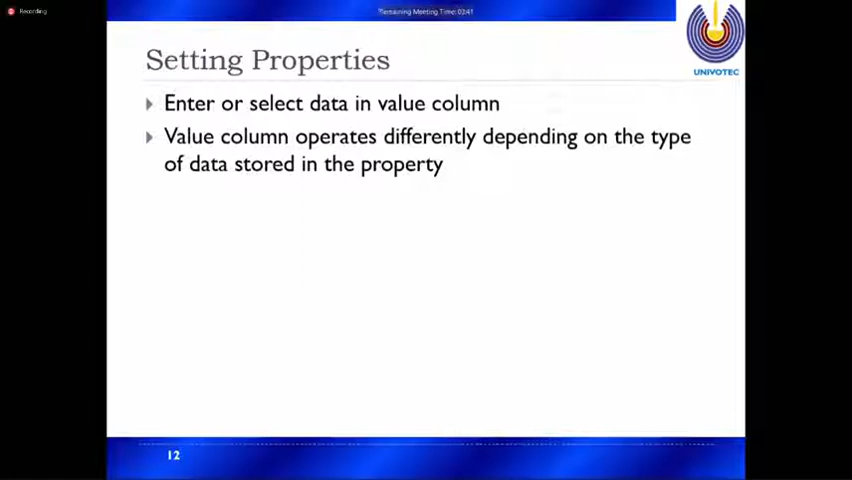 Recording
Remaining Meeting Time: 03:41
UNIVOTEC
Setting Properties
Enter or select data in value column
Value column operates differently depending on the type
of data stored in the property
12